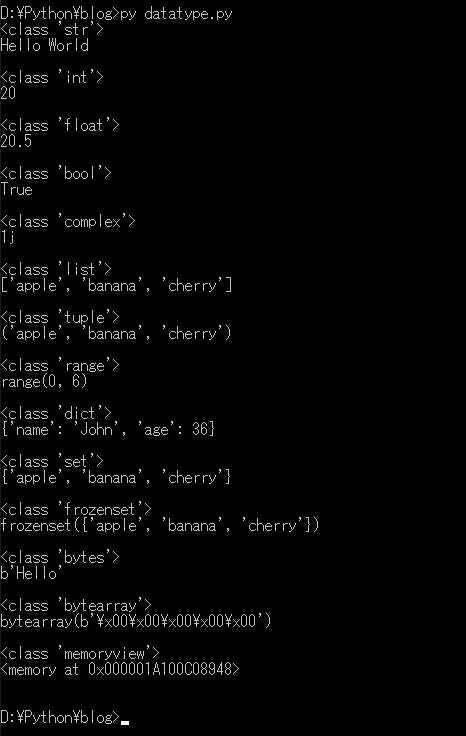 D:¥Python¥blog>py datatype.py
<class 'str'>
Hello World
<class 'int'>
20
<class 'float'>
20.5
<class 'bool'>
True
<class 'complex'>
1j
<class 'list'>
['apple', 'banana', 'cherry']
<class 'tuple'>
('apple', 'banana', 'cherry')
<class 'range'>
range(0, 6)
<class 'dict'>
{'name': 'John', 'age': 36}
<class 'set'>
{'apple', 'banana', 'cherry'}
<class 'frozenset'>
frozenset({'apple', 'banana', 'cherry'})
<class 'bytes'>
b'Hello'
<class 'bytearray'>
bytearray(b'¥x00¥x00¥x00¥x00¥x00')
<class 'memoryview'>
<memory at 0x000001A100C08948>
D:¥Python¥blog>